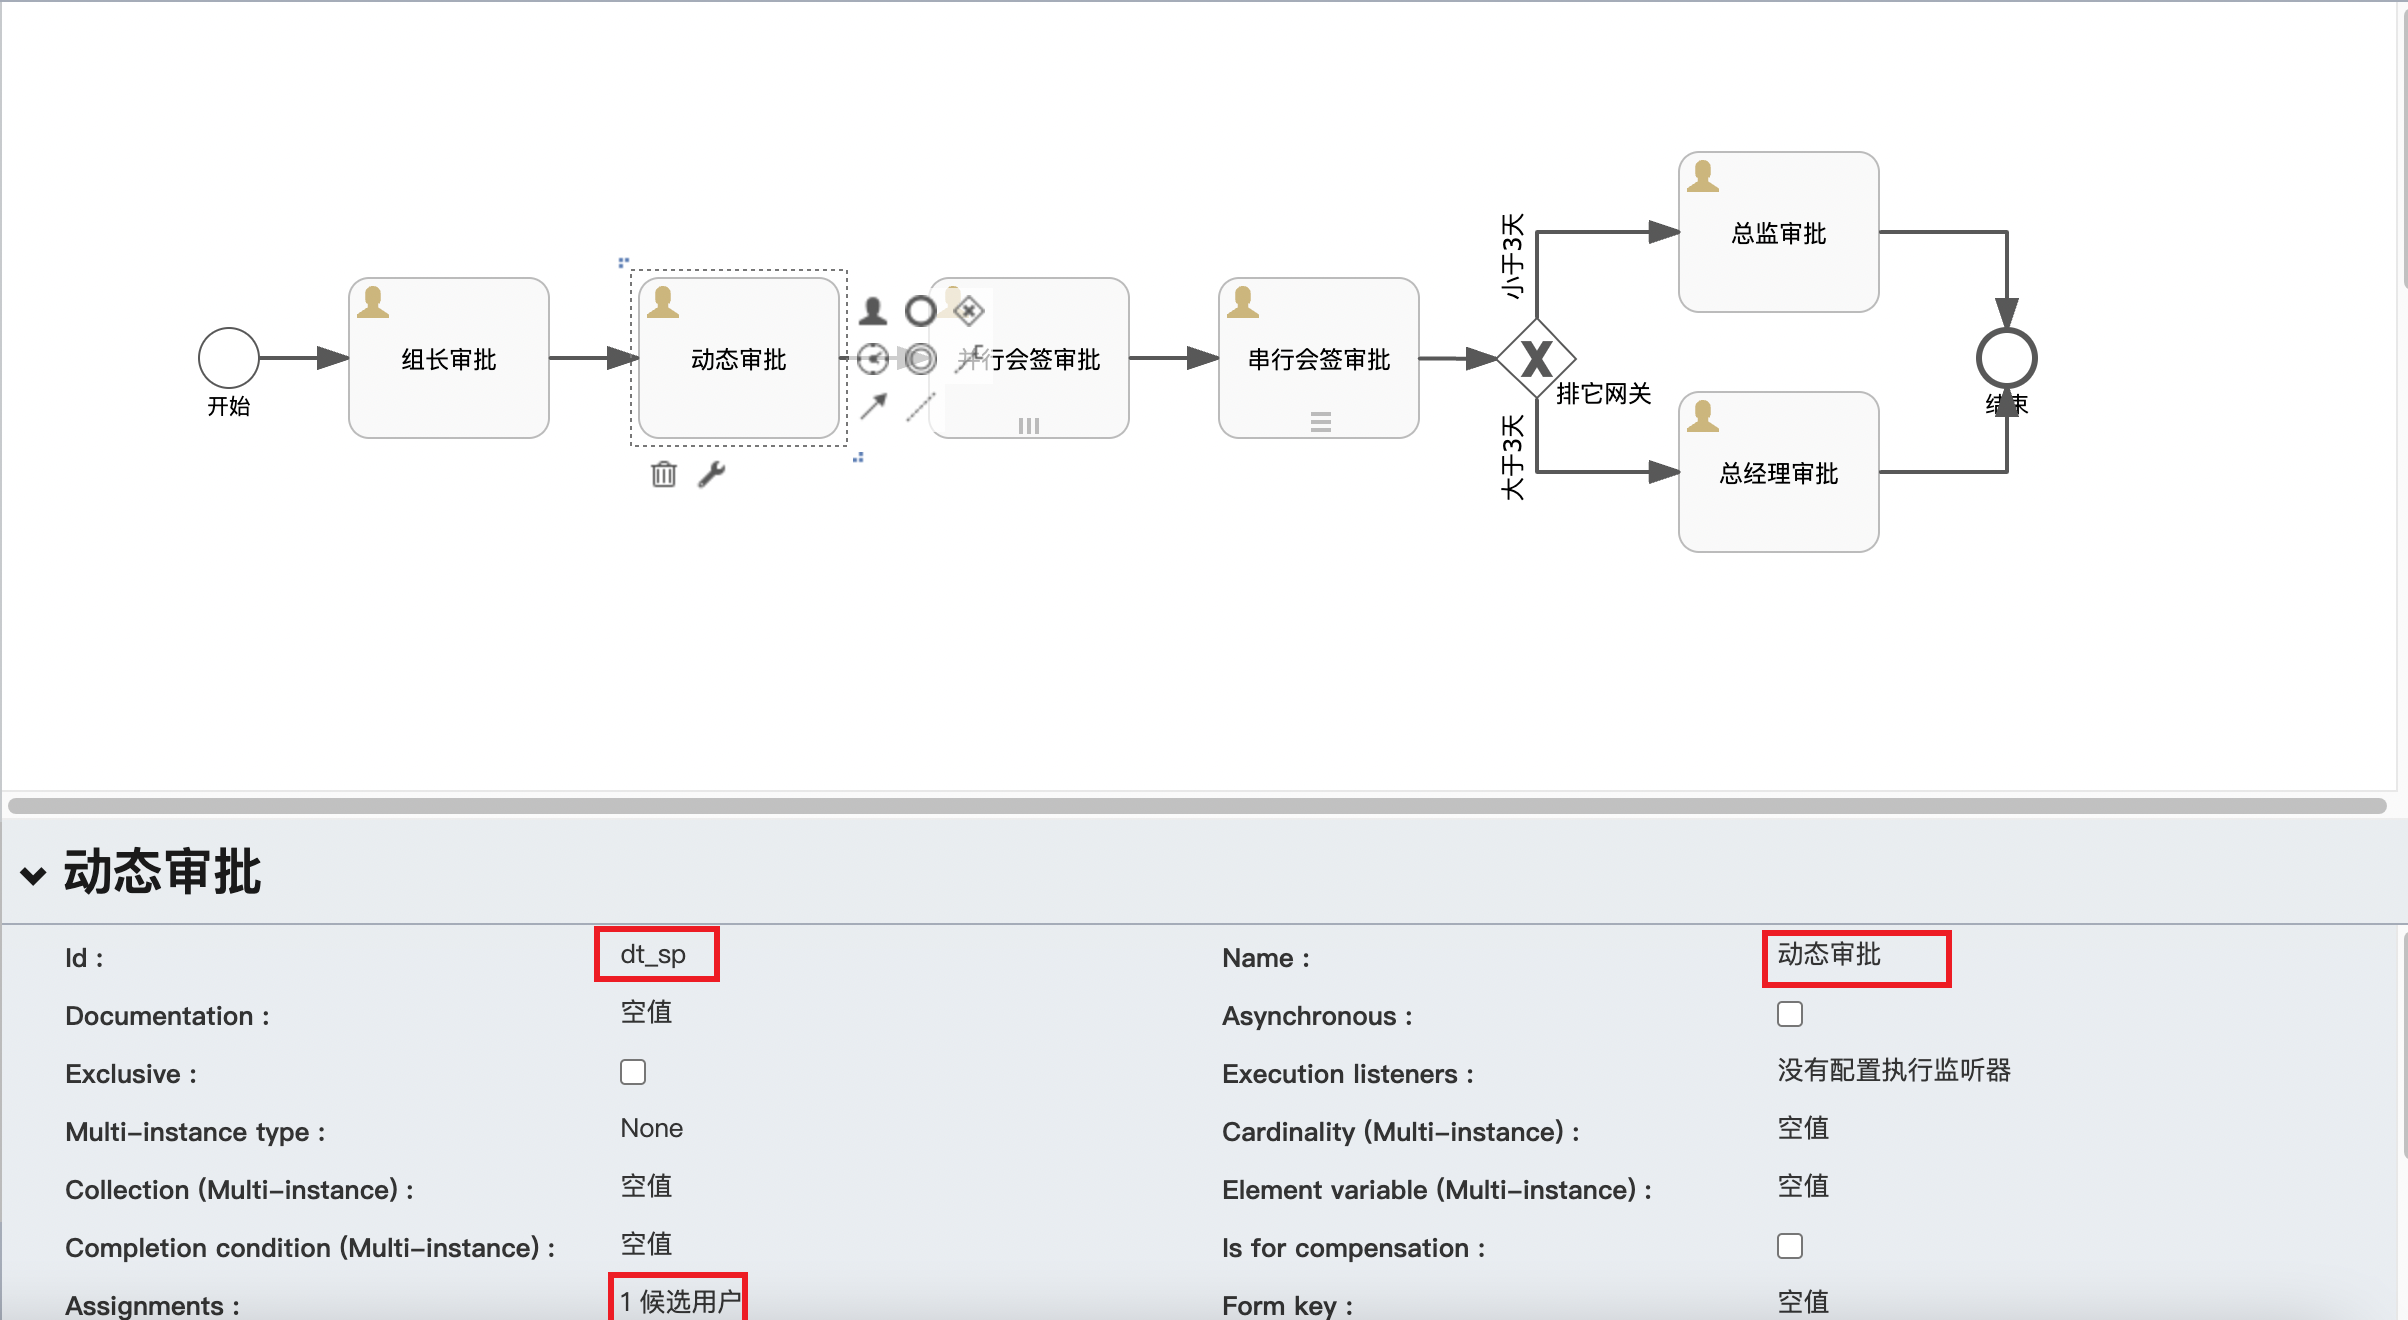 总监审批
小于3天
组长审批
动态审批
并行会签审批
串行会签审批
X
排它网关
开始
结束
大于3天
总经理审批
动态审批
Id :
dt_sp
Name :
动态审批
Documentation :
空值
Asynchronous :
Exclusive :
Execution listeners :
没有配置执行监听器
Multi-instance type :
None
Cardinality (Multi-instance) :
空值
Collection (Multi-instance) :
空值
Element variable (Multi-instance) :
空值
Completion condition (Multi-instance) :
空值
Is for compensation :
Assignments :
1 候选用户
Form key :
空值